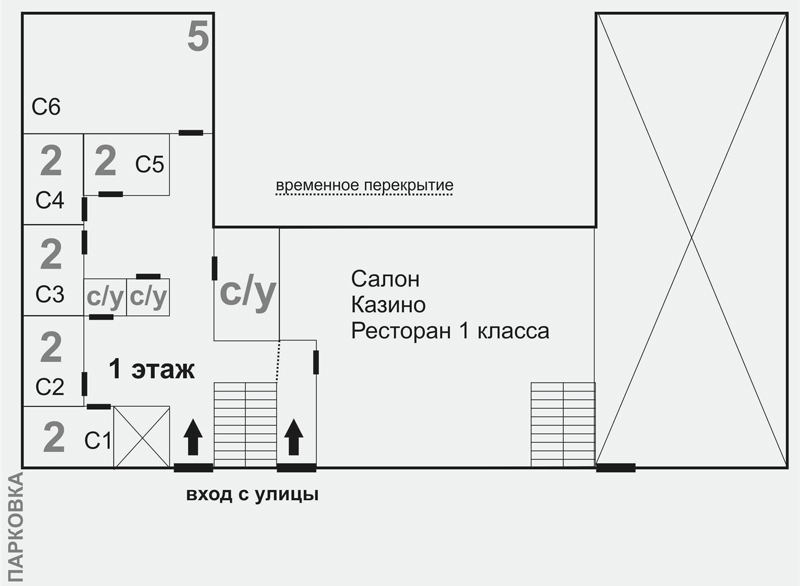 5
С6
2
2 С5
С4
временное перекрытие
2
С3
с/у с/у
с/у
Салон
Казино
Ресторан 1 класса
2
С2
1 этаж
2 С1
вход с улицы
ПАРКОВКА